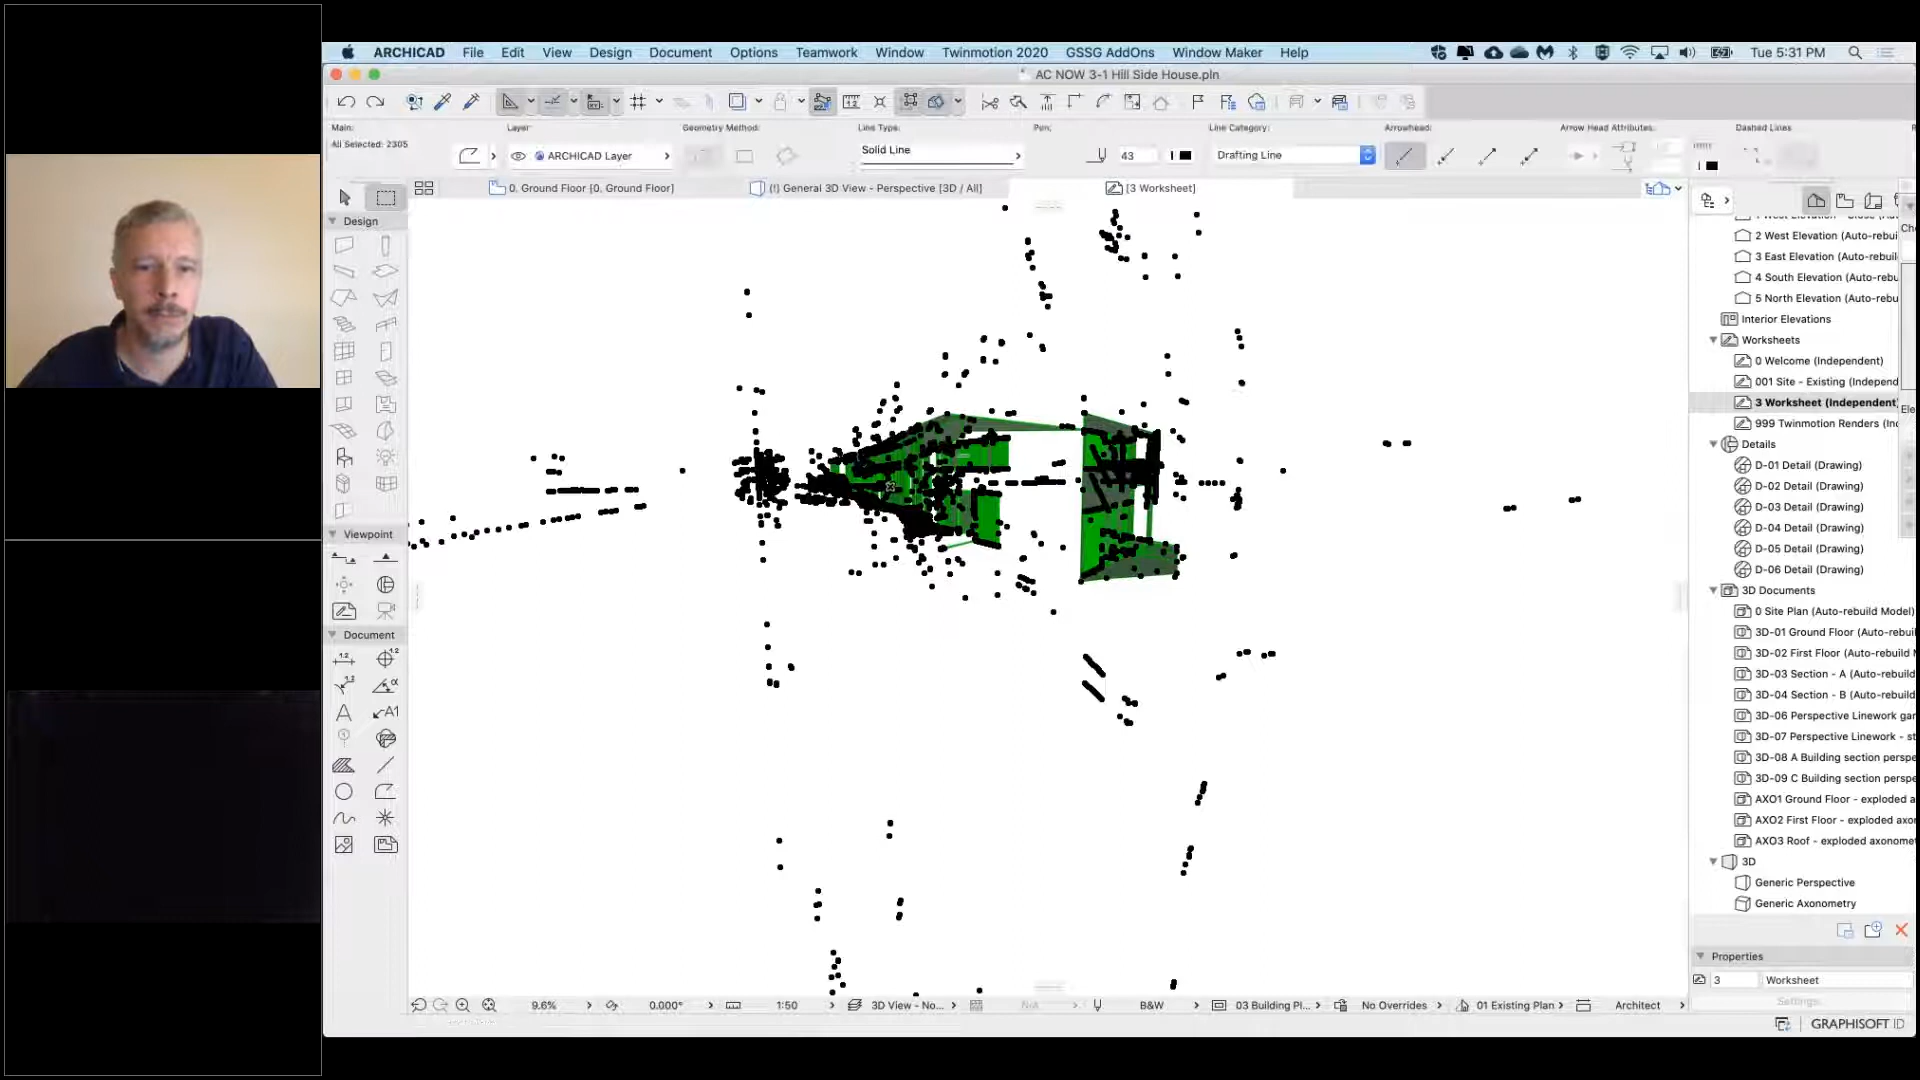 ARCHICAD File Edit View Design Document Options Teamwork Window Twinmotion 2020 GSSG AddOns Window Maker Help Tue 5:31 PM
AC NOW 3-1 Hill Side House.pln
Main: Layer: Geometry Method: Line Type: Pen: Line Category: Arrowhead: Arrow Head Attributes: Dashed Lines
All Selected: 2305
ARCHICAD Layer
Solid Line
43
Drafting Line
0. Ground Floor [0. Ground Floor]
(!) General 3D View - Perspective [3D / All]
[3 Worksheet]
Design
Viewpoint
Document
2 West Elevation (Auto-rebui
3 East Elevation (Auto-rebuil
4 South Elevation (Auto-rebu
5 North Elevation (Auto-rebu
Interior Elevations
Worksheets
0 Welcome (Independent)
001 Site - Existing (Independ
3 Worksheet (Independent
999 Twinmotion Renders (Inc
Details
D-01 Detail (Drawing)
D-02 Detail (Drawing)
D-03 Detail (Drawing)
D-04 Detail (Drawing)
D-05 Detail (Drawing)
D-06 Detail (Drawing)
3D Documents
0 Site Plan (Auto-rebuild Model)
3D-01 Ground Floor (Auto-rebuil
3D-02 First Floor (Auto-rebuild M
3D-03 Section - A (Auto-rebuild
3D-04 Section - B (Auto-rebuild
3D-06 Perspective Linework gar
3D-07 Perspective Linework - st
3D-08 A Building section perspe
3D-09 C Building section perspe
AXO1 Ground Floor - exploded a
AXO2 First Floor - exploded axor
AXO3 Roof - exploded axonomet
3D
Generic Perspective
Generic Axonometry
Properties
3 Worksheet
Settings...
9.6% 0.000° 1:50 3D View - No... N/A B&W 03 Building Pl... No Overrides 01 Existing Plan Architect
GRAPHISOFT ID